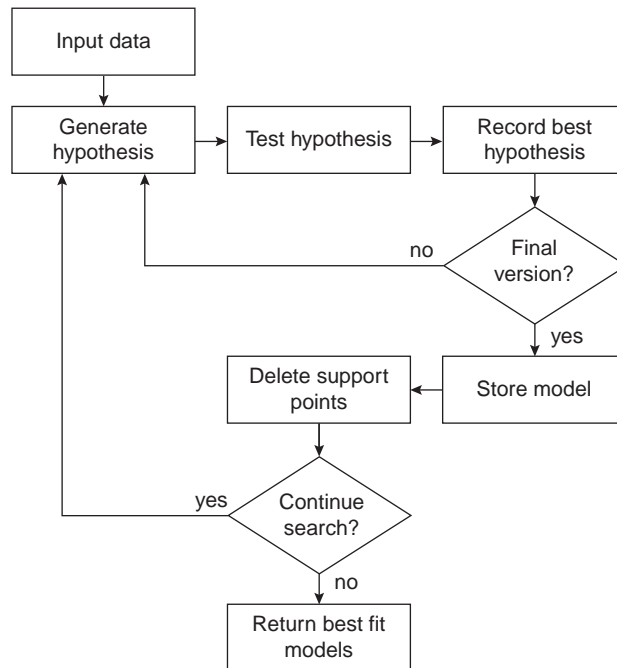 Input data
Generate
hypothesis
Test hypothesis
Record best
hypothesis
no
Final
version?
yes
Delete support
points
Store model
yes
Continue
search?
no
Return best fit
models